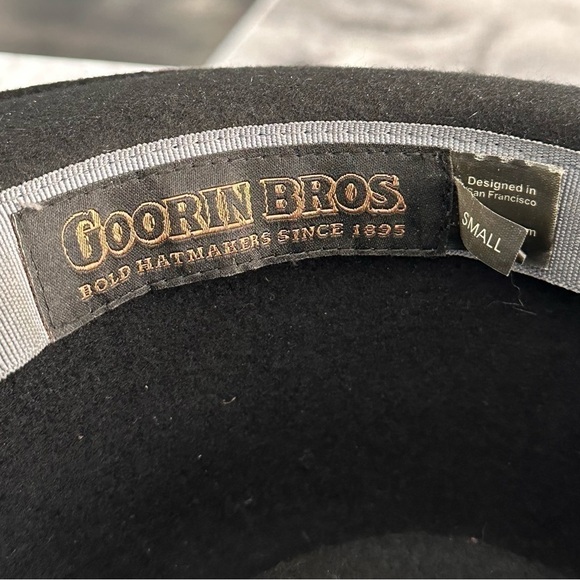 GOORIN BROS.
BOLD HATMAKERS SINCE 1895
Designed in
San Francisco
SMALL